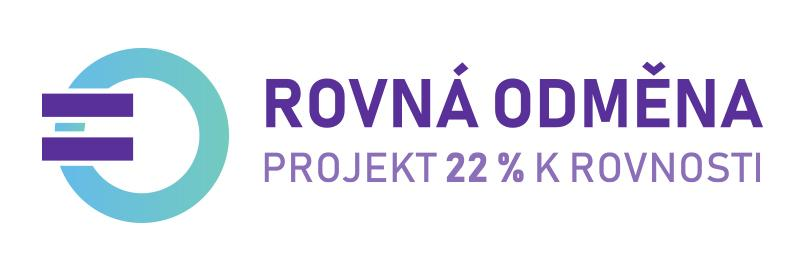 ROVNÁ ODMĚNA
PROJEKT 22 % K ROVNOSTI